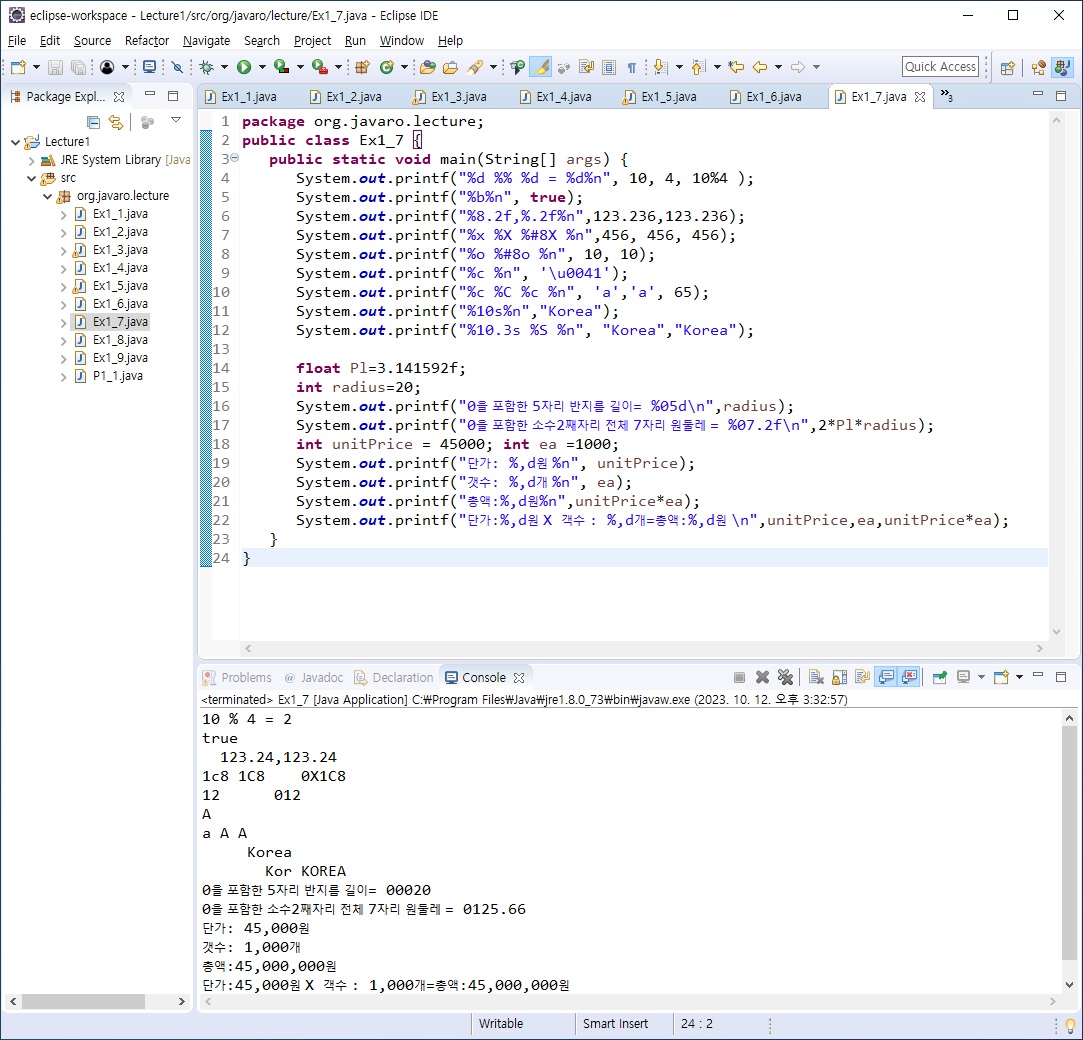 eclipse-workspace - Lecture1/src/org/javaro/lecture/Ex1_7.java - Eclipse IDE
File Edit Source Refactor Navigate Search Project Run Window Help
Quick Access
Package Expl...
Lecture1
JRE System Library [Java
src
org.javaro.lecture
Ex1_1.java
Ex1_2.java
Ex1_3.java
Ex1_4.java
Ex1_5.java
Ex1_6.java
Ex1_7.java
Ex1_8.java
Ex1_9.java
P1_1.java
Ex1_1.java Ex1_2.java Ex1_3.java Ex1_4.java Ex1_5.java Ex1_6.java Ex1_7.java »3
1 package org.javaro.lecture;
2 public class Ex1_7 {
3 public static void main(String[] args) {
4 System.out.printf("%d %% %d = %d%n", 10, 4, 10%4 );
5 System.out.printf("%b%n", true);
6 System.out.printf("%8.2f,%.2f%n",123.236,123.236);
7 System.out.printf("%x %X %#8X %n",456, 456, 456);
8 System.out.printf("%o %#8o %n", 10, 10);
9 System.out.printf("%c %n", '\u0041');
10 System.out.printf("%c %C %c %n", 'a','a', 65);
11 System.out.printf("%10s%n","Korea");
12 System.out.printf("%10.3s %S %n", "Korea","Korea");
13
14 float Pl=3.141592f;
15 int radius=20;
16 System.out.printf("0을 포함한 5자리 반지름 길이= %05d\n",radius);
17 System.out.printf("0을 포함한 소수2째자리 전체 7자리 원둘레 = %07.2f\n",2*Pl*radius);
18 int unitPrice = 45000; int ea =1000;
19 System.out.printf("단가: %,d원 %n", unitPrice);
20 System.out.printf("갯수: %,d개 %n", ea);
21 System.out.printf("총액:%,d원%n",unitPrice*ea);
22 System.out.printf("단가:%,d원 X 객수 : %,d개=총액:%,d원 \n",unitPrice,ea,unitPrice*ea);
23 }
24 }
Problems @ Javadoc Declaration Console
<terminated> Ex1_7 [Java Application] C:₩Program Files₩Java₩jre1.8.0_73₩bin₩javaw.exe (2023. 10. 12. 오후 3:32:57)
10 % 4 = 2
true
123.24,123.24
1c8 1C8 0X1C8
12 012
A
a A A
Korea
Kor KOREA
0을 포함한 5자리 반지름 길이= 00020
0을 포함한 소수2째자리 전체 7자리 원둘레 = 0125.66
단가: 45,000원
갯수: 1,000개
총액:45,000,000원
단가:45,000원 X 객수 : 1,000개=총액:45,000,000원
Writable Smart Insert 24 : 2